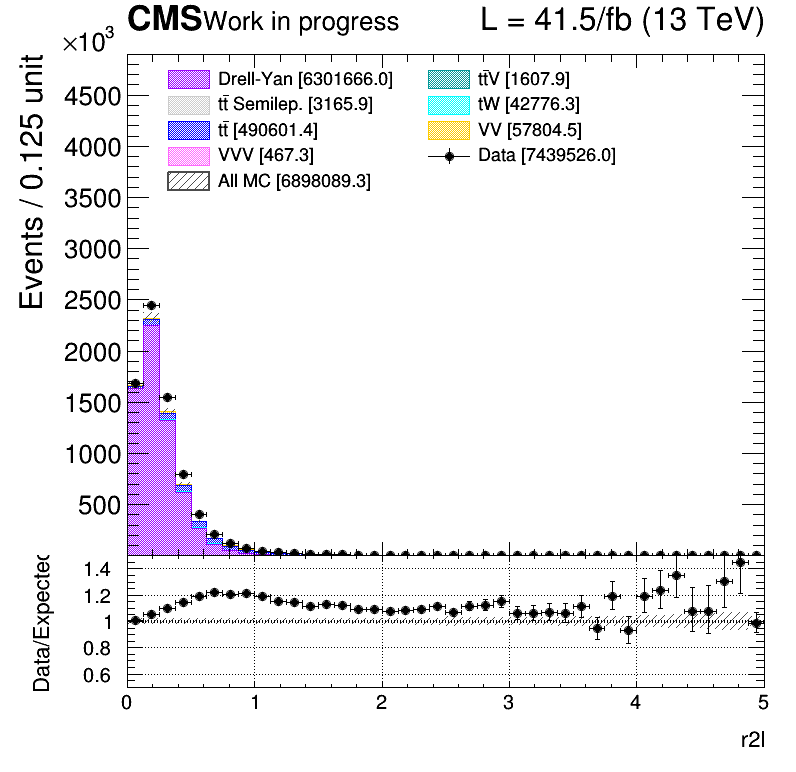 CMS Work in progress L = 41.5/fb (13 TeV)
×10³
Drell-Yan [6301666.0]
tt̄ Semilep. [3165.9]
tt̄ [490601.4]
VVV [467.3]
All MC [6898089.3]
tt̄V [1607.9]
tW [42776.3]
VV [57804.5]
Data [7439526.0]
Events / 0.125 unit
4500
4000
3500
3000
2500
2000
1500
1000
500
Data/Expected
1.4
1.2
1
0.8
0.6
0 1 2 3 4 5
r2l